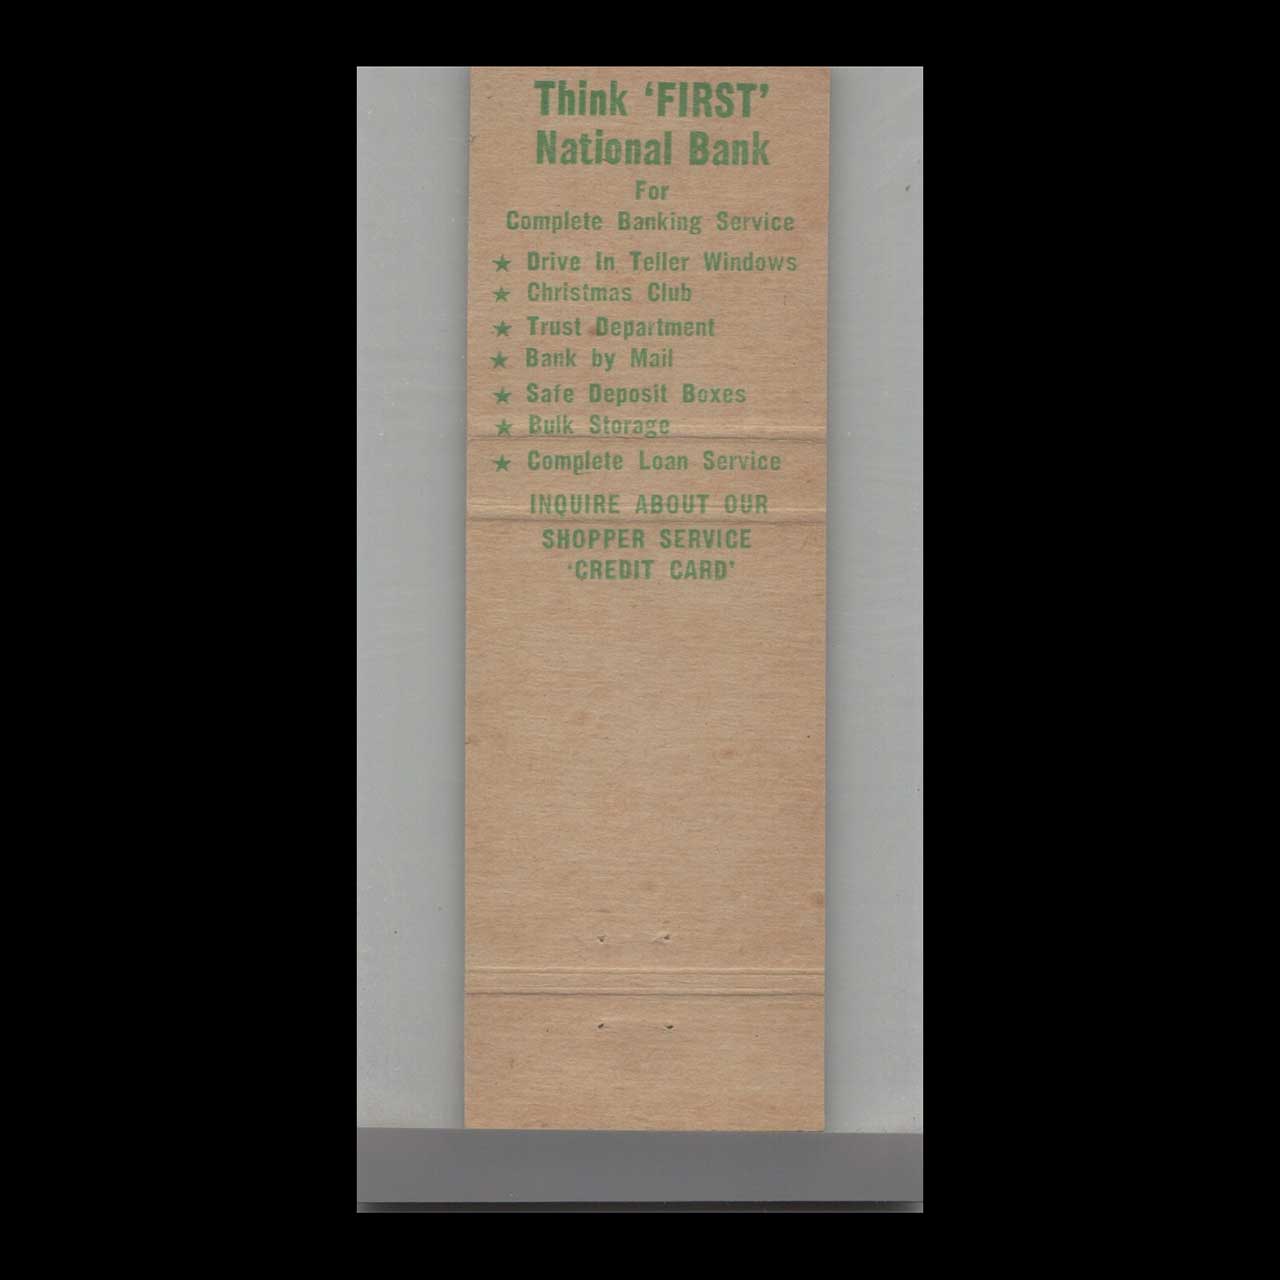 Think ‘FIRST’
National Bank
For
Complete Banking Service
★ Drive In Teller Windows
★ Christmas Club
★ Trust Department
★ Bank by Mail
★ Safe Deposit Boxes
★ Bulk Storage
★ Complete Loan Service
INQUIRE ABOUT OUR
SHOPPER SERVICE
‘CREDIT CARD’